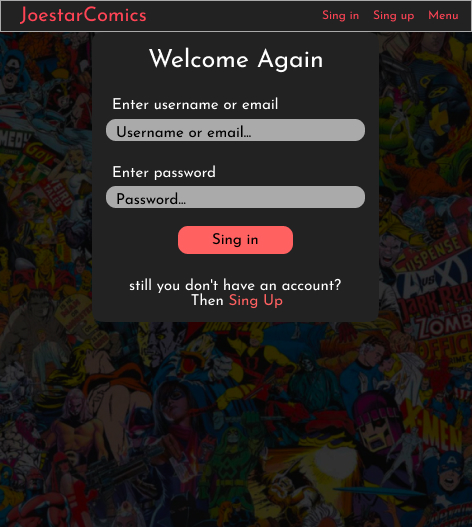 JoestarComics
Sing in Sing up Menu
Welcome Again
Enter username or email
Username or email...
Enter password
Password...
Sing in
still you don't have an account?
Then Sing Up
X-MEN